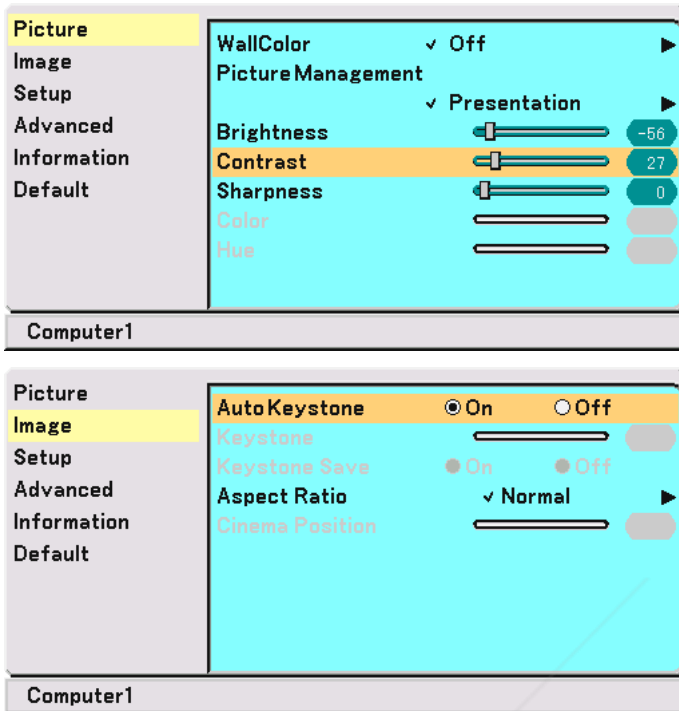 Picture
Image
Setup
Advanced
Information
Default
WallColor ✓ Off ▶
Picture Management
✓ Presentation ▶
Brightness -56
Contrast 27
Sharpness 0
Color
Hue
Computer1
Picture
Image
Setup
Advanced
Information
Default
Auto Keystone On Off
Keystone
Keystone Save On Off
Aspect Ratio ✓ Normal ▶
Cinema Position
Computer1